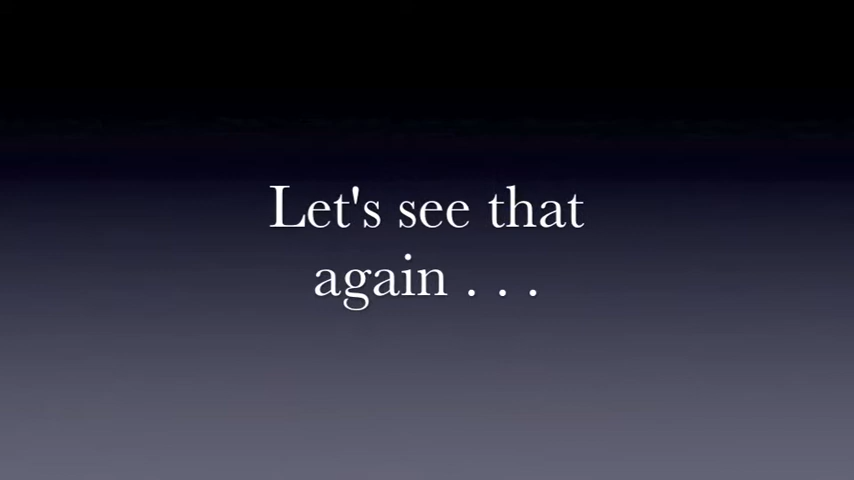 Let's see that
again . . .